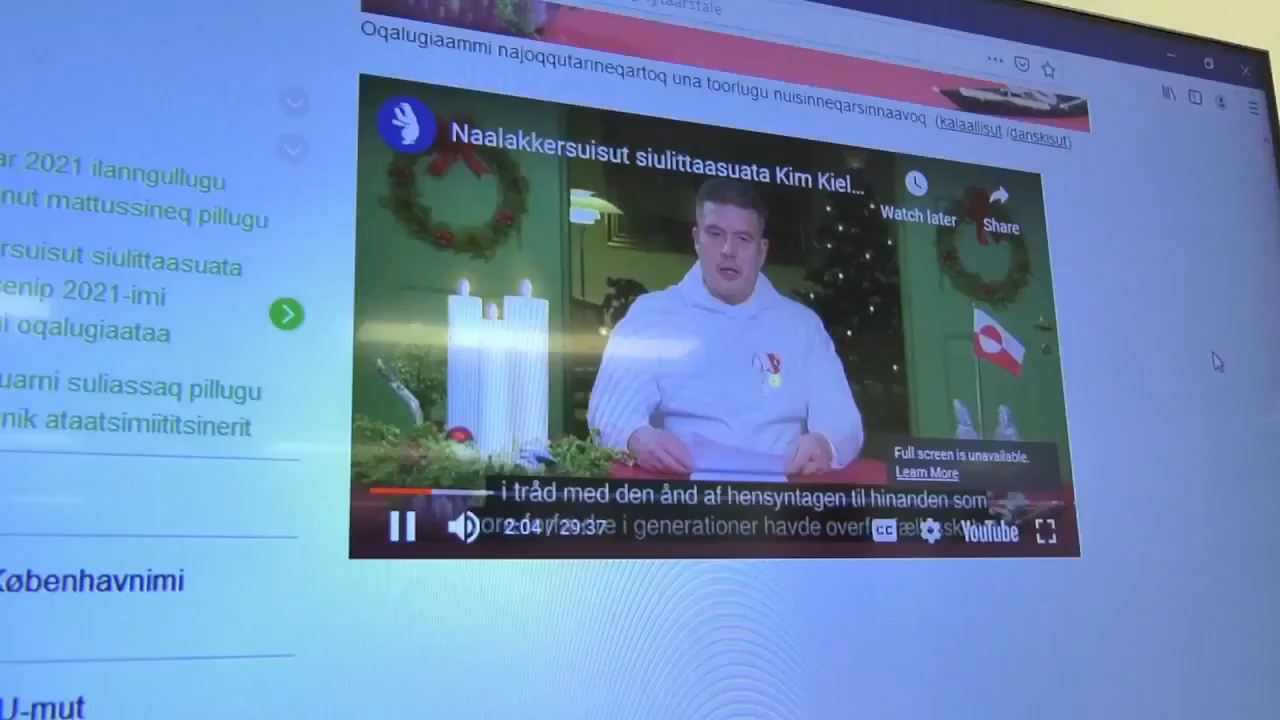 Oqalugiaammi najoqqutarineqartoq una toorlugu nuisinneqarsinnaavoq (kalaallisut /danskisut)
Naalakkersuisut siulittaasuata Kim Kiel...
Watch later
Share
ar 2021 ilanngullugu
nut mattussineq pillugu
rsuisut siulittaasuata
enip 2021-imi
oqalugiaataa
suliassaq pillugu
nik ataatsimiititsinerit
Københavnimi
U-mut
Full screen is unavailable.
Learn More
i tråd med den ånd af hensyntagen til hinanden som
i generationer havde
2:04 / 29:37
CC
YouTube